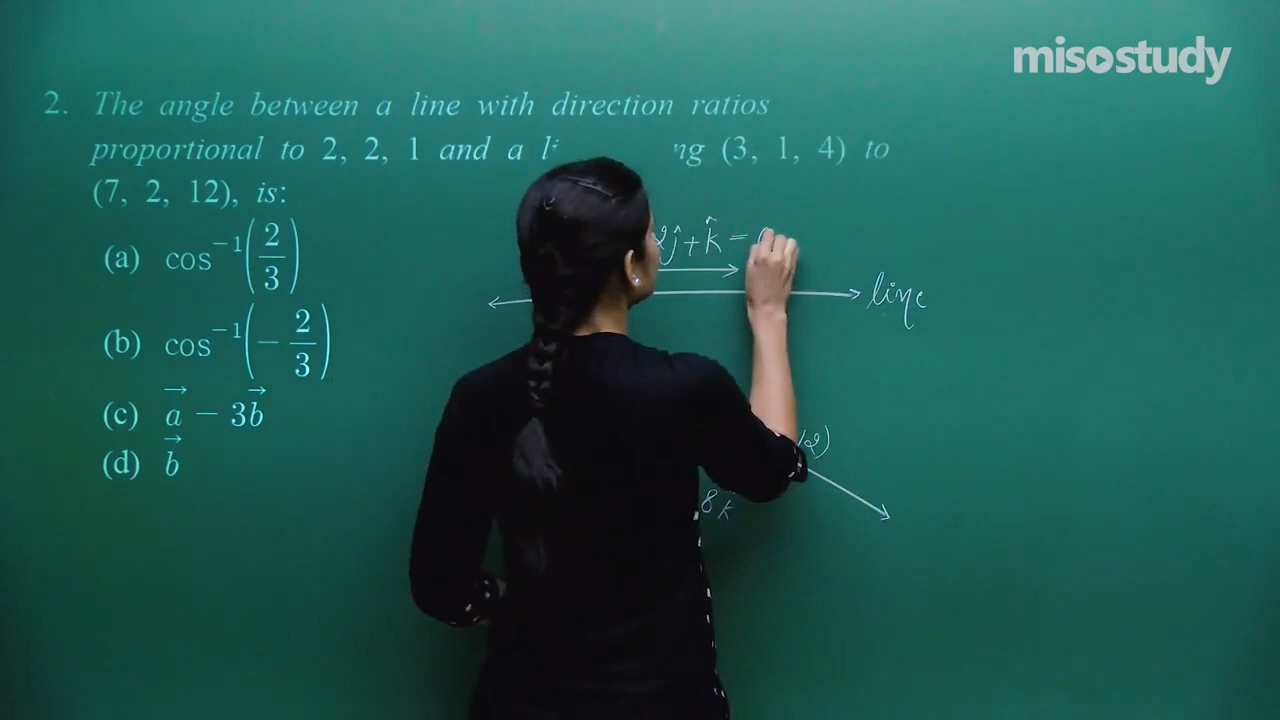 misostudy
2. The angle between a line with direction ratios
proportional to 2, 2, 1 and a (3, 1, 4) to
(7, 2, 12), is:
(a) cos⁻¹(2/3)
(b) cos⁻¹(−2/3)
(c) a⃗ − 3b⃗
(d) b⃗
2ĵ+k̂ =
line
8k